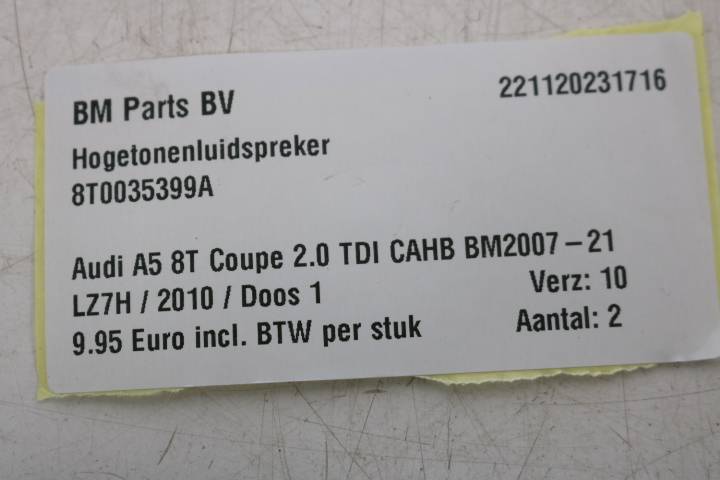 BM Parts BV 221120231716
Hogetonenluidspreker
8T0035399A
Audi A5 8T Coupe 2.0 TDI CAHB BM2007-21
LZ7H / 2010 / Doos 1 Verz: 10
9.95 Euro incl. BTW per stuk Aantal: 2